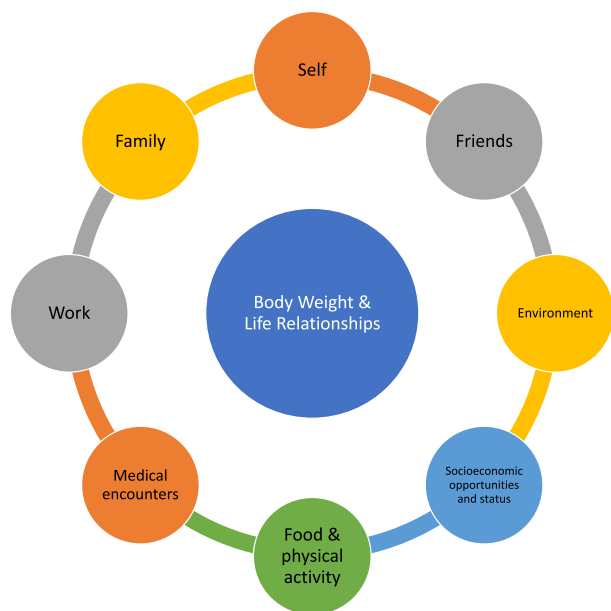 Self
Friends
Environment
Socioeconomic
opportunities
and status
Food &
physical
activity
Medical
encounters
Work
Family
Body Weight &
Life Relationships